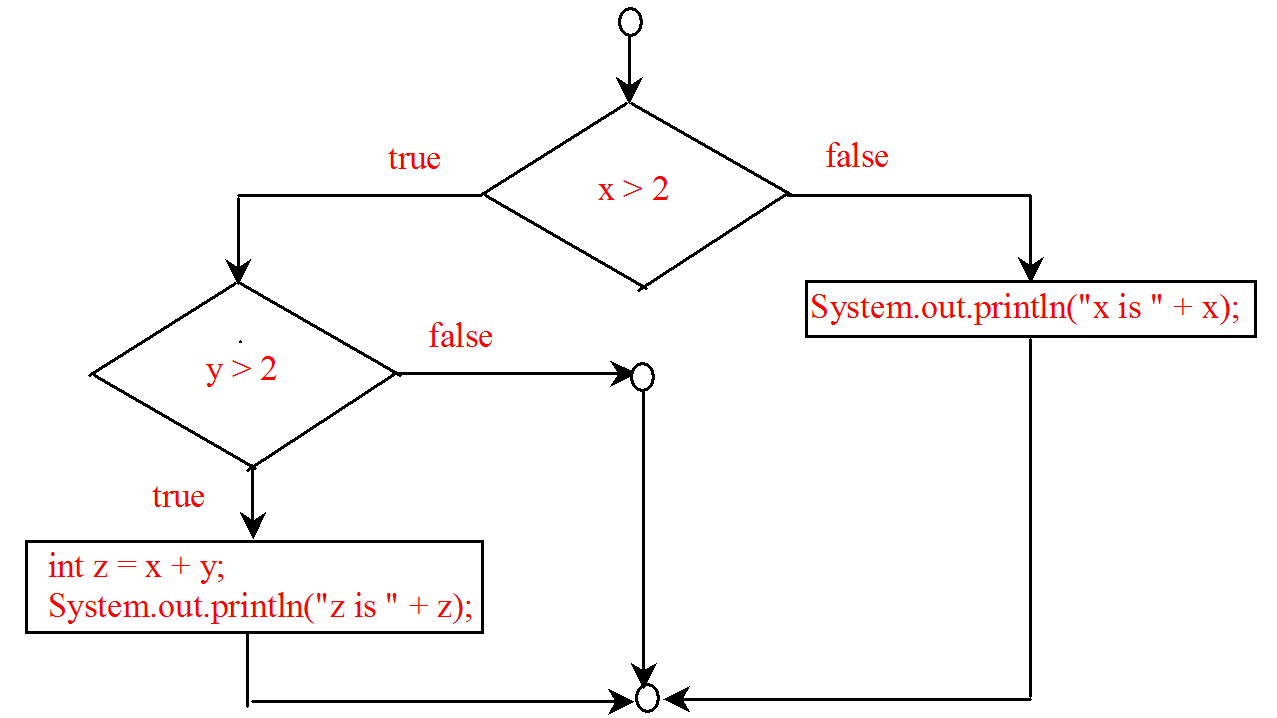 true
false
x > 2
System.out.println("x is " + x);
false
y > 2
true
int z = x + y;
System.out.println("z is " + z);